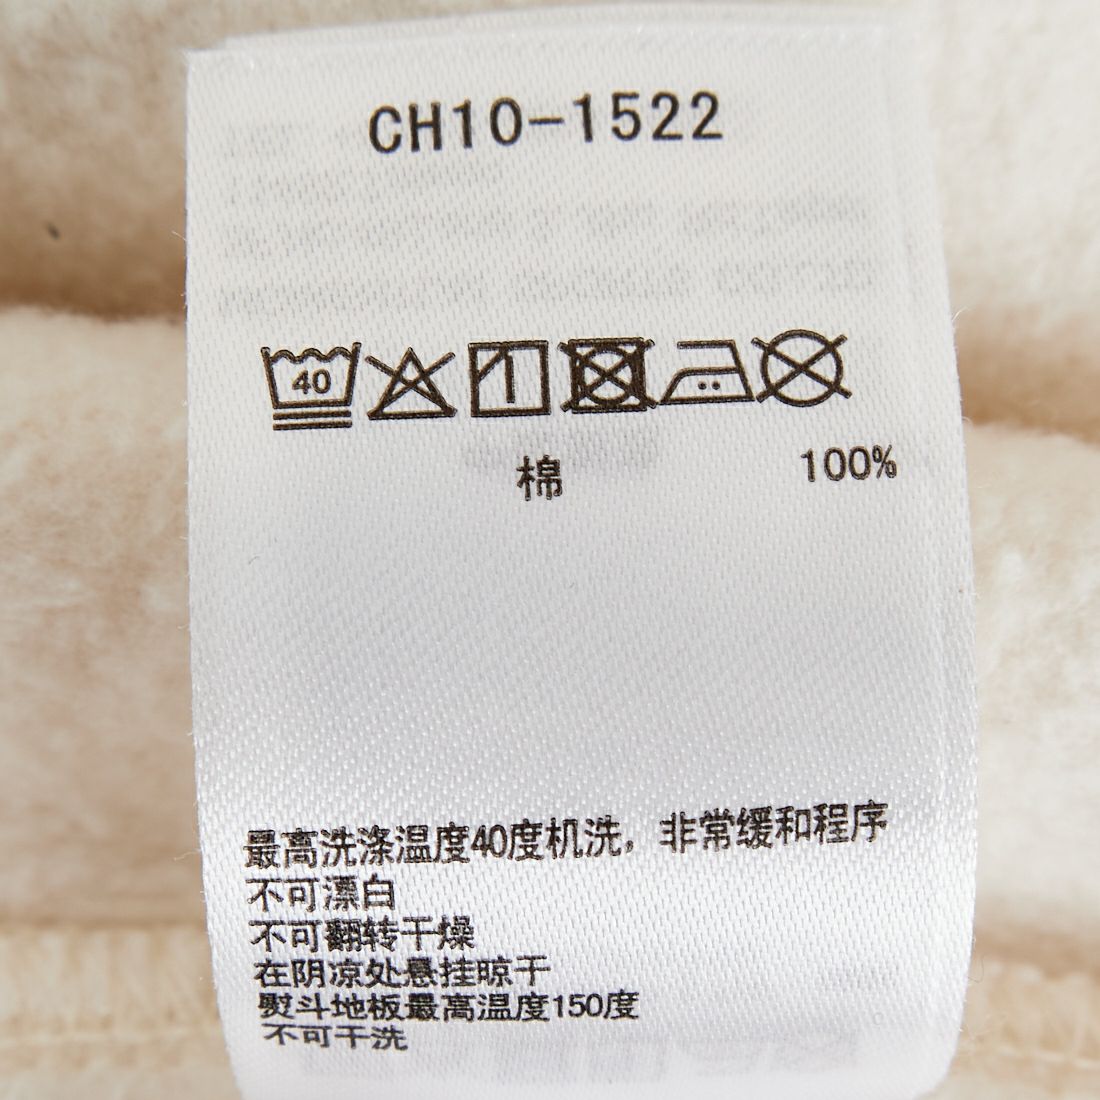 CH10-1522
40
棉 100%
最高洗涤温度40度机洗，非常缓和程序
不可漂白
不可翻转干燥
在阴凉处悬挂晾干
熨斗地板最高温度150度
不可干洗